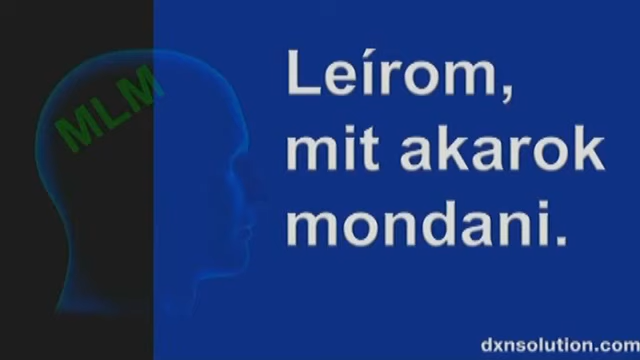 MLM
Leírom,
mit akarok
mondani.
dxnsolution.com